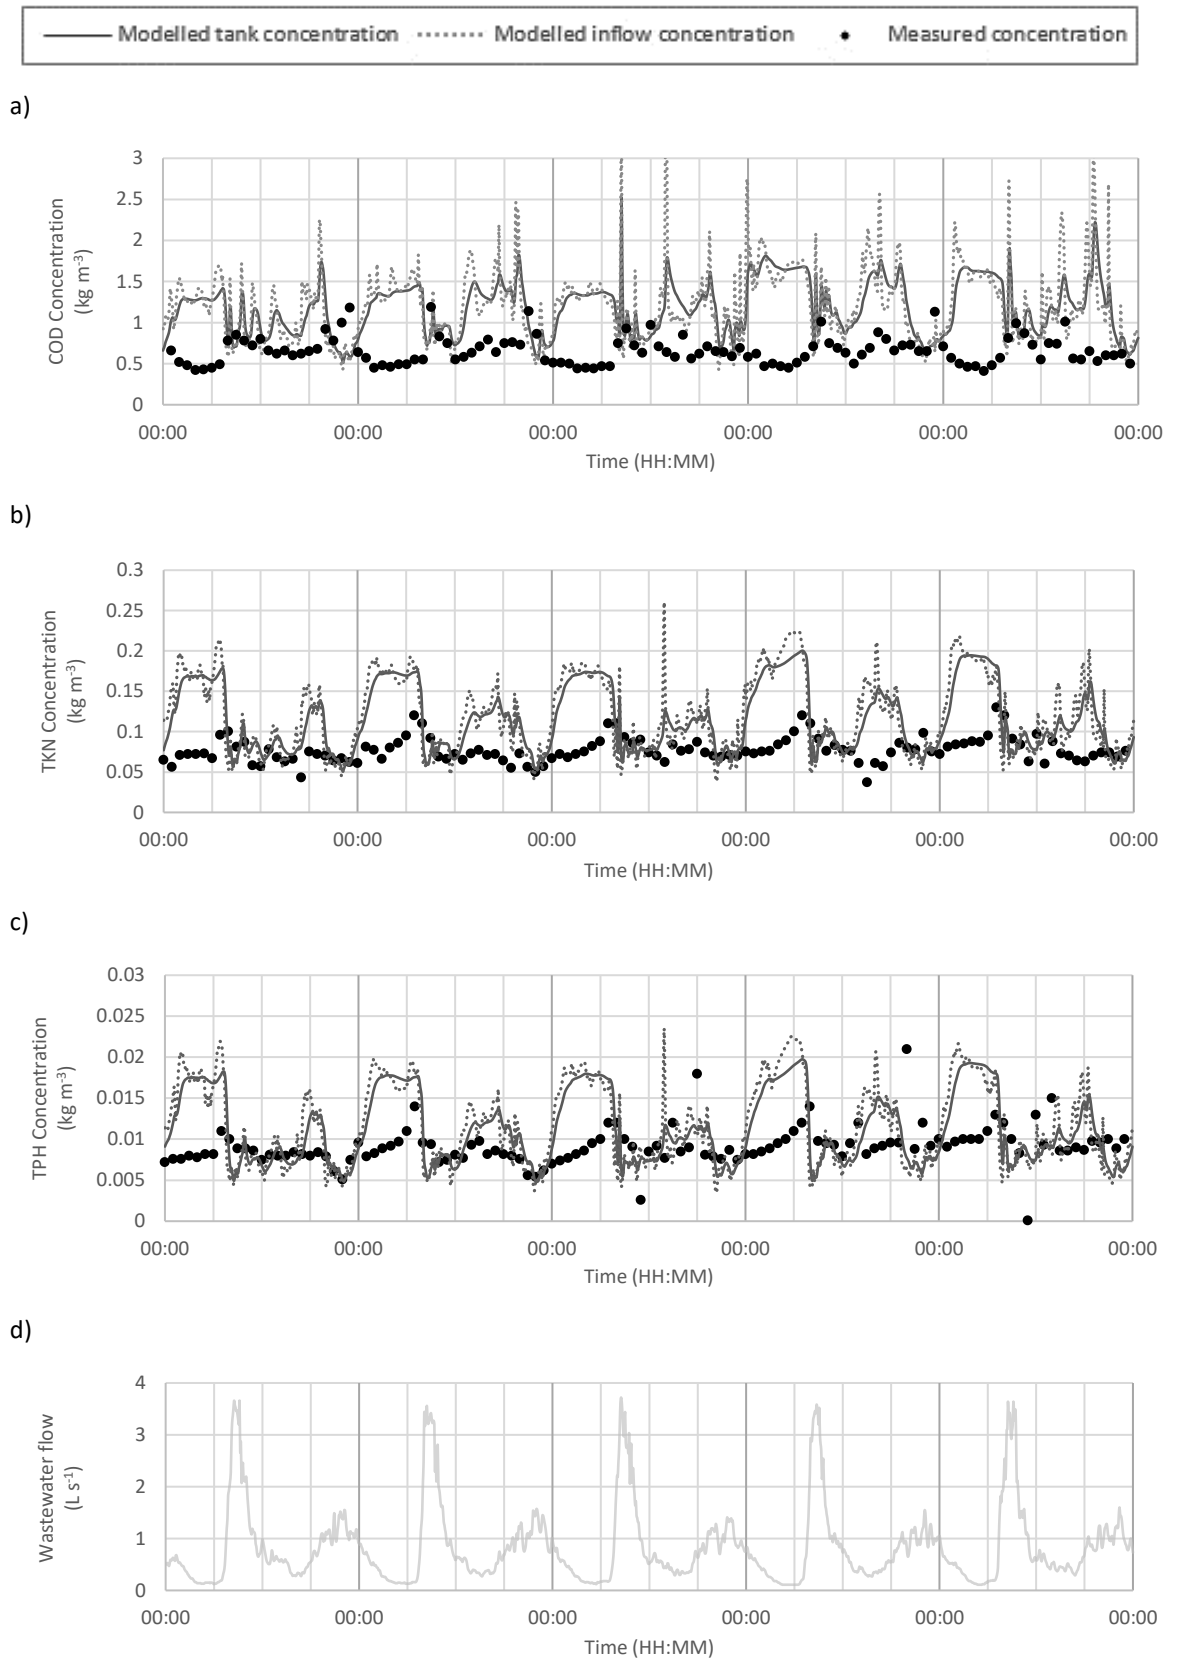 Modelled tank concentration Modelled inflow concentration Measured concentration
a)
3
2.5
2
1.5
1
0.5
0
COD Concentration
(kg m⁻³)
00:00 00:00 00:00 00:00 00:00 00:00
Time (HH:MM)
b)
0.3
0.25
0.2
0.15
0.1
0.05
0
TKN Concentration
(kg m⁻³)
00:00 00:00 00:00 00:00 00:00 00:00
Time (HH:MM)
c)
0.03
0.025
0.02
0.015
0.01
0.005
0
TPH Concentration
(kg m⁻³)
00:00 00:00 00:00 00:00 00:00 00:00
Time (HH:MM)
d)
4
3
2
1
0
Wastewater flow
(L s⁻¹)
00:00 00:00 00:00 00:00 00:00 00:00
Time (HH:MM)